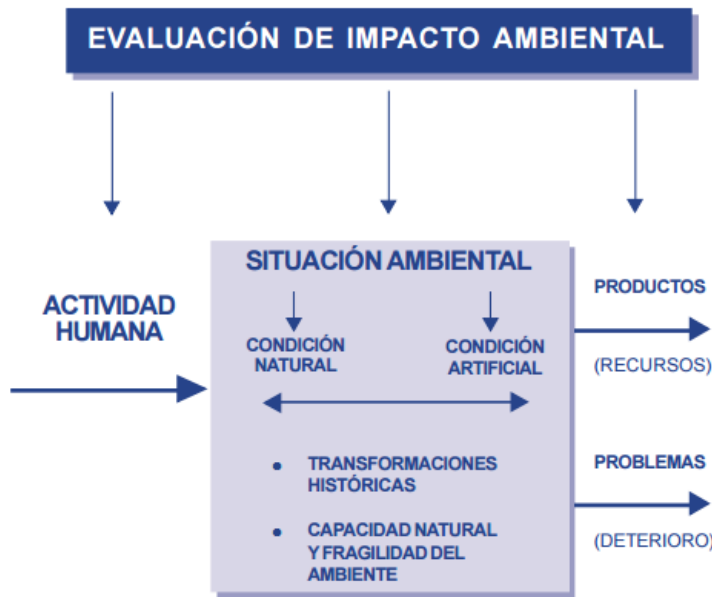 EVALUACIÓN DE IMPACTO AMBIENTAL
ACTIVIDAD
HUMANA
SITUACIÓN AMBIENTAL
CONDICIÓN
NATURAL
CONDICIÓN
ARTIFICIAL
• TRANSFORMACIONES
HISTÓRICAS
• CAPACIDAD NATURAL
Y FRAGILIDAD DEL
AMBIENTE
PRODUCTOS
(RECURSOS)
PROBLEMAS
(DETERIORO)